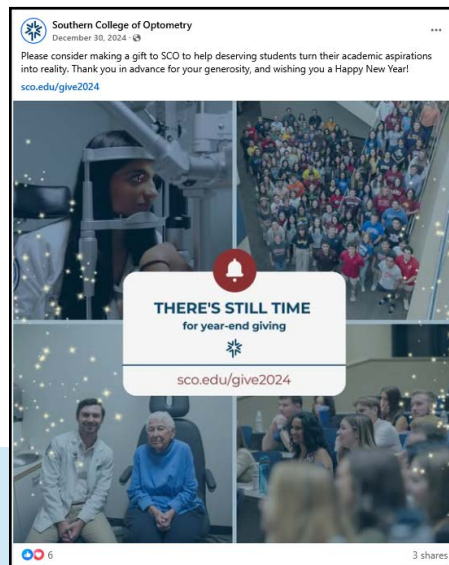 Southern College of Optometry
December 30, 2024 ·
Please consider making a gift to SCO to help deserving students turn their academic aspirations
into reality. Thank you in advance for your generosity, and wishing you a Happy New Year!
sco.edu/give2024
THERE'S STILL TIME
for year-end giving
sco.edu/give2024
6
3 shares